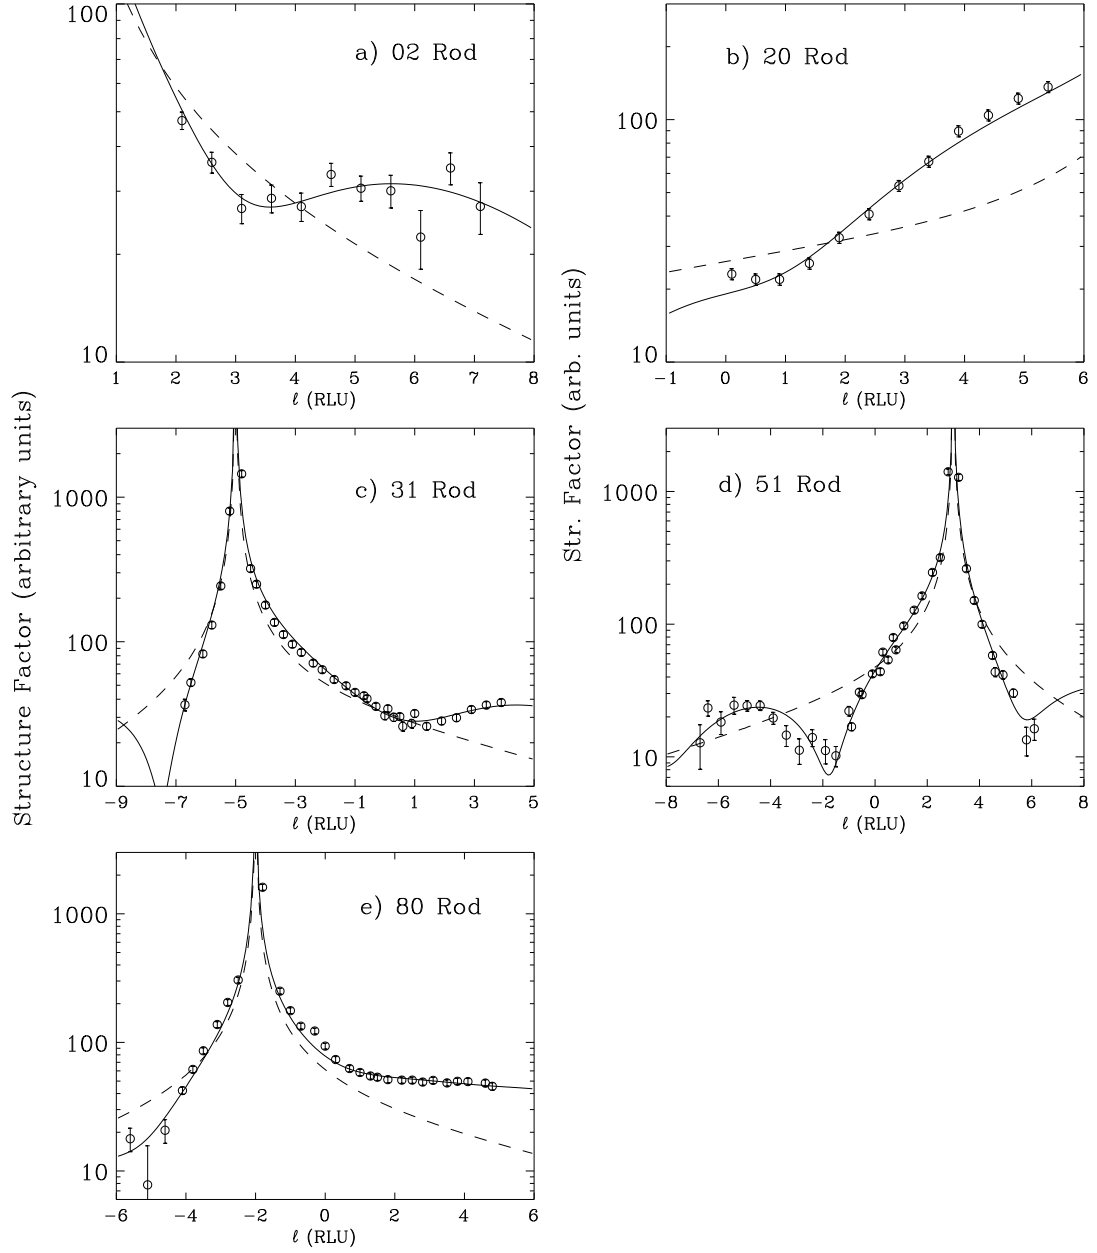 Structure Factor (arbitrary units)
Str. Factor (arb. units)
a) 02 Rod
100
10
1 2 3 4 5 6 7 8
ℓ (RLU)
b) 20 Rod
100
10
−1 0 1 2 3 4 5 6
ℓ (RLU)
c) 31 Rod
1000
100
10
−9 −7 −5 −3 −1 1 3 5
ℓ (RLU)
d) 51 Rod
1000
100
10
−8 −6 −4 −2 0 2 4 6 8
ℓ (RLU)
e) 80 Rod
1000
100
10
−6 −4 −2 0 2 4 6
ℓ (RLU)